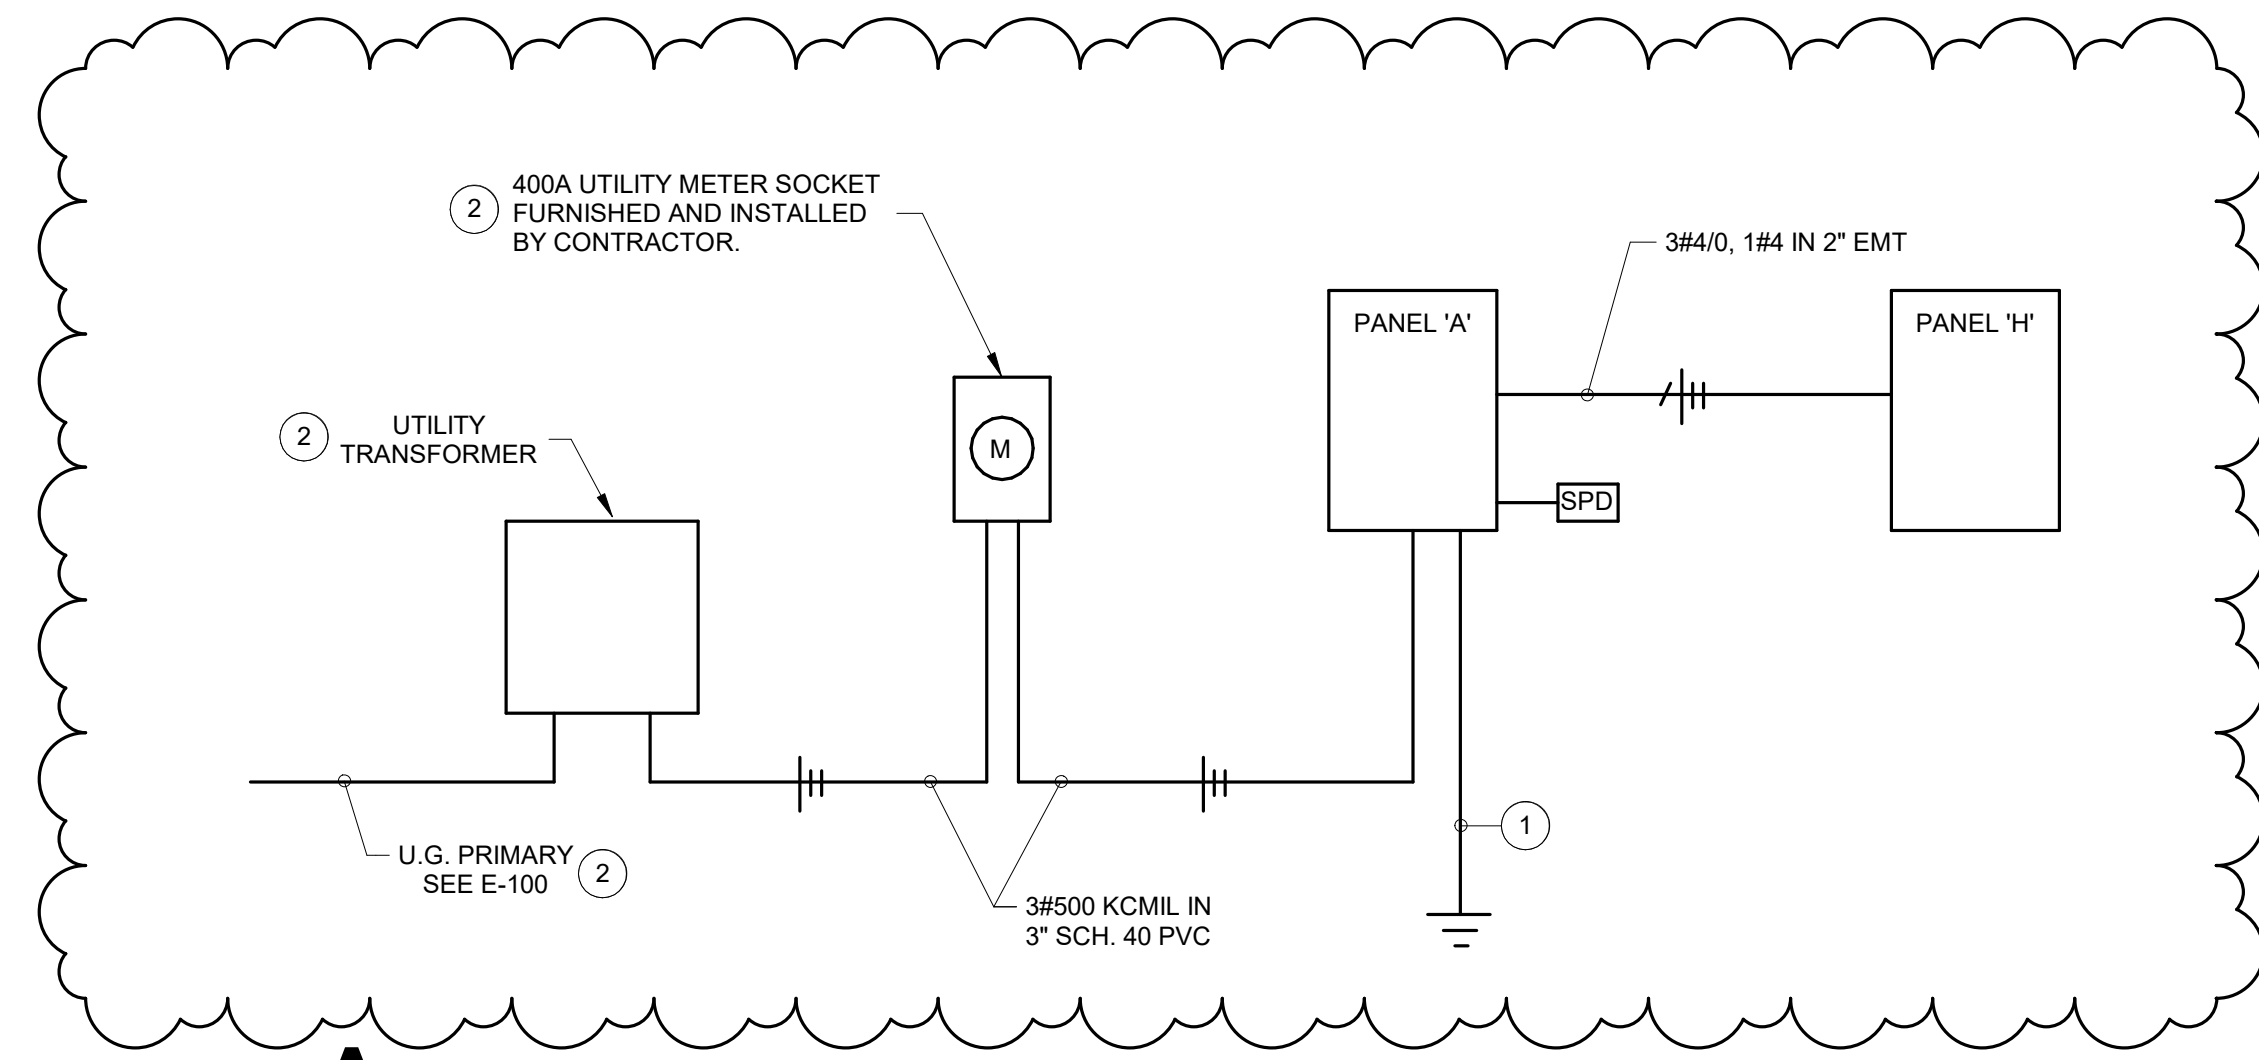 2
400A UTILITY METER SOCKET
FURNISHED AND INSTALLED
BY CONTRACTOR.
3#4/0, 1#4 IN 2" EMT
PANEL 'A'
PANEL 'H'
2
UTILITY
TRANSFORMER
M
SPD
1
U.G. PRIMARY
SEE E-100
2
3#500 KCMIL IN
3" SCH. 40 PVC